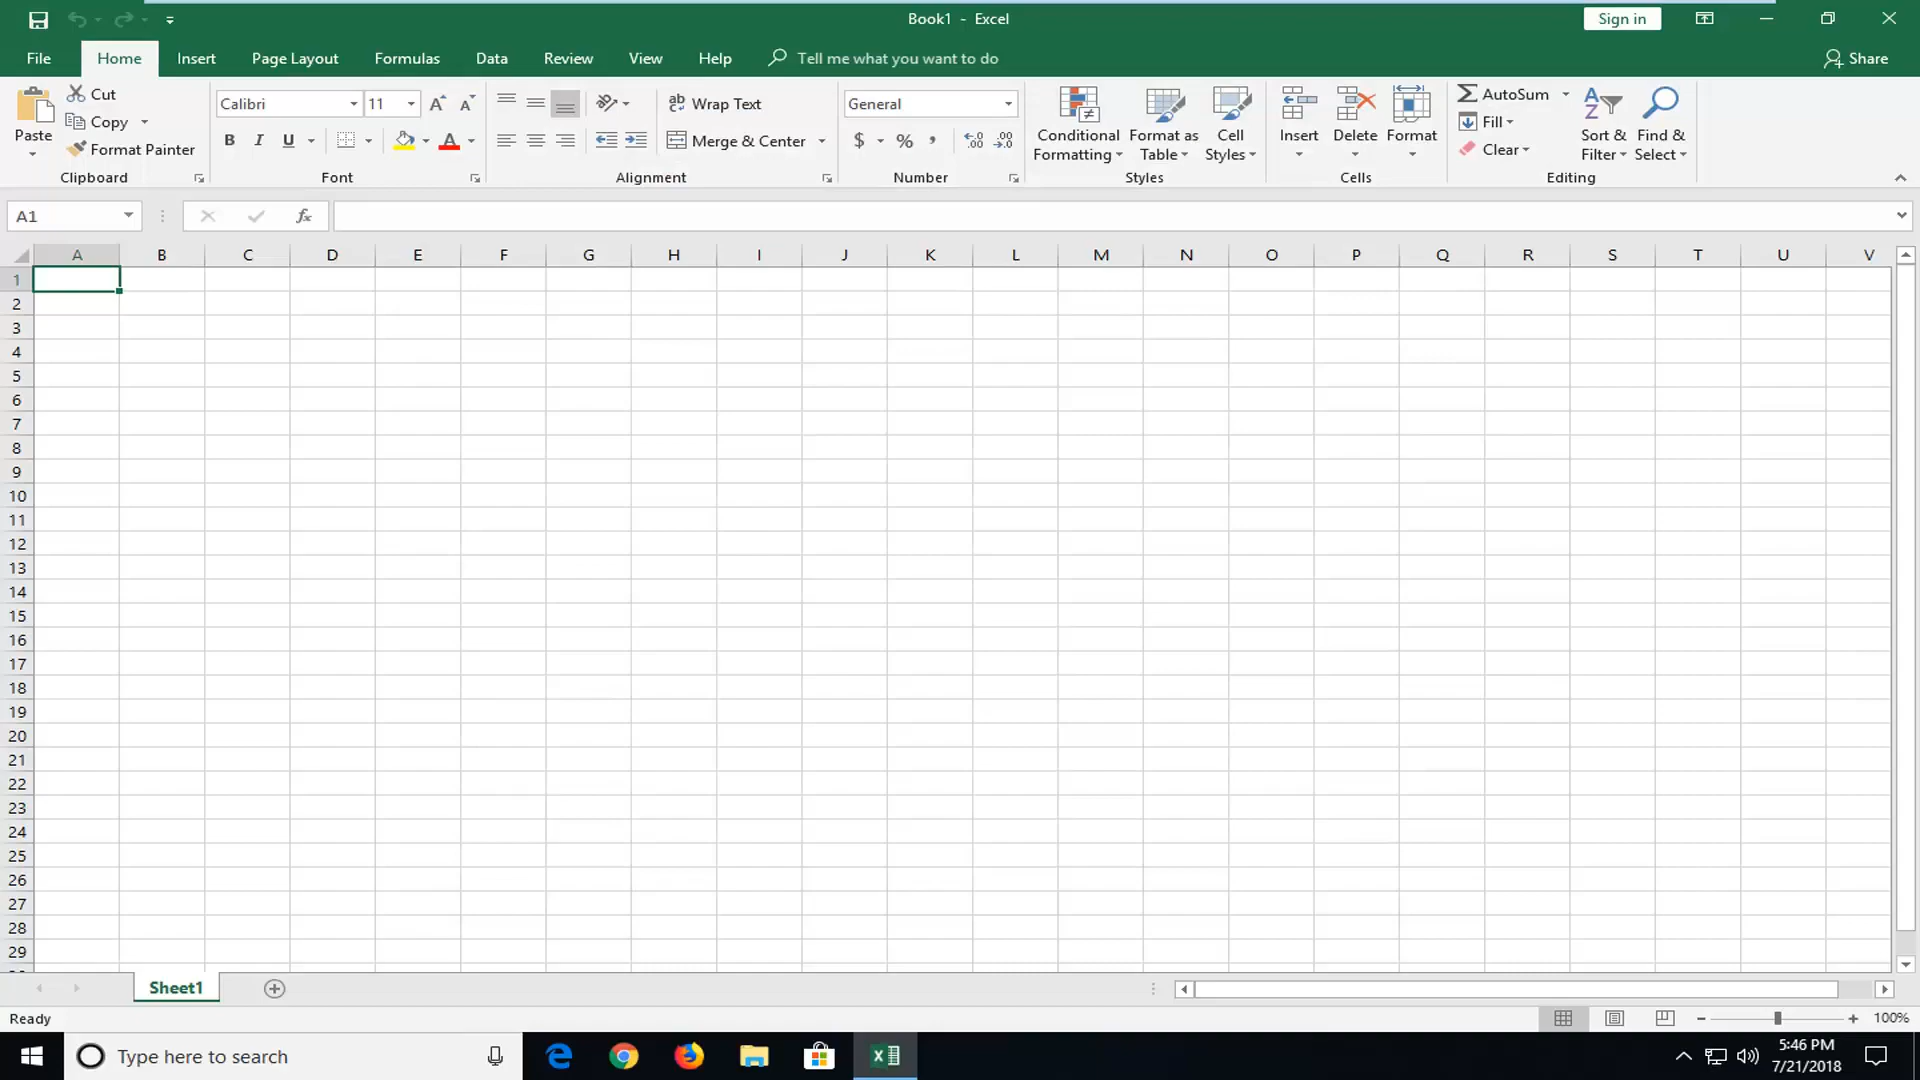 Book1 - Excel
Sign in
File Home Insert Page Layout Formulas Data Review View Help Tell me what you want to do Share
Paste
Cut
Copy
Format Painter
Clipboard
Calibri 11
B I U A
Font
Wrap Text
Merge & Center
Alignment
General
$ % ,
Number
Conditional
Formatting
Format as
Table
Cell
Styles
Styles
Insert
Delete
Format
Cells
AutoSum
Fill
Clear
Sort &
Filter
Find &
Select
Editing
A1
fx
A B C D E F G H I J K L M N O P Q R S T U V
1
2
3
4
5
6
7
8
9
10
11
12
13
14
15
16
17
18
19
20
21
22
23
24
25
26
27
28
29
Sheet1
Ready
100%
Type here to search
5:46 PM
7/21/2018